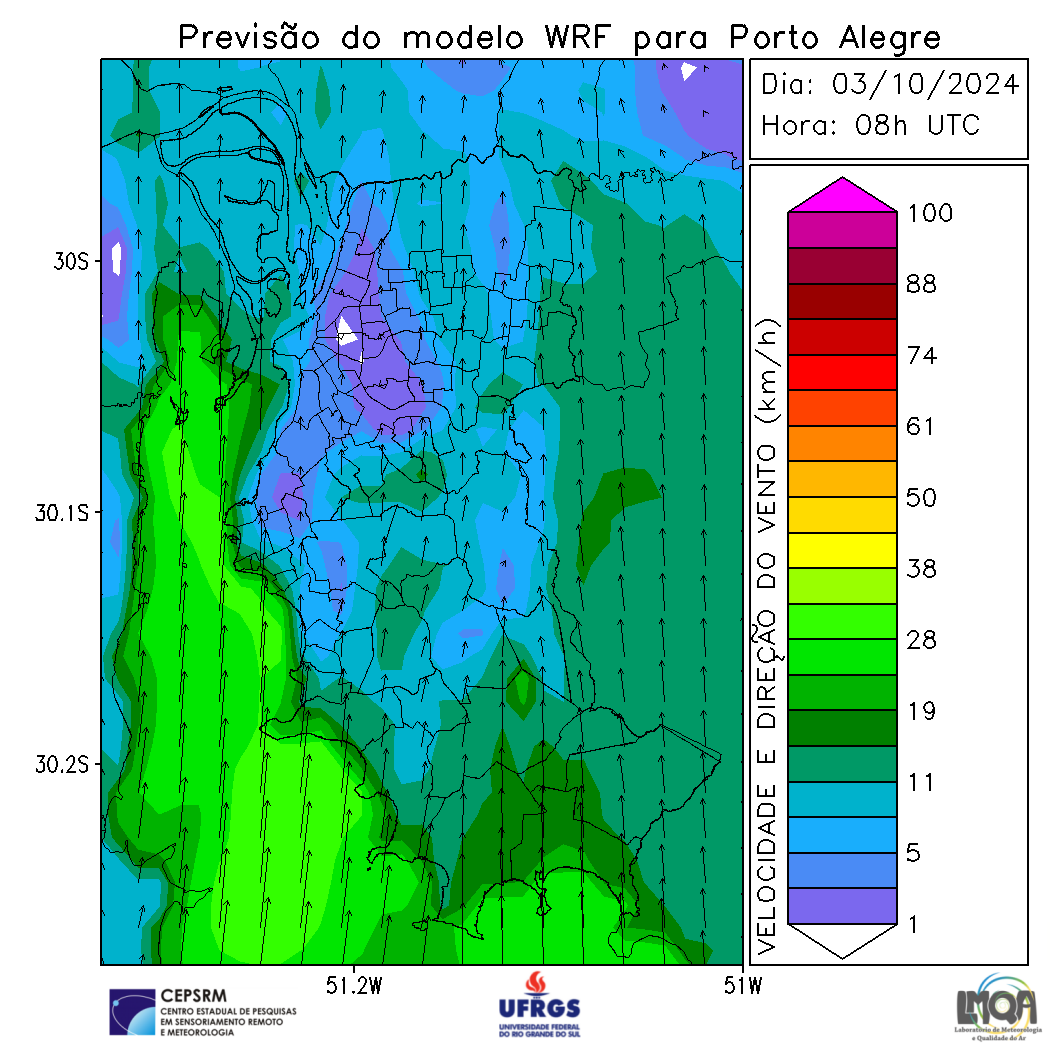 Previsão do modelo WRF para Porto Alegre
Dia: 03/10/2024
Hora: 08h UTC
30S
30.1S
30.2S
51.2W
51W
VELOCIDADE E DIREÇÃO DO VENTO (km/h)
100
88
74
61
50
38
28
19
11
5
1
CEPSRM
CENTRO ESTADUAL DE PESQUISAS
EM SENSORIAMENTO REMOTO
E METEOROLOGIA
UFRGS
UNIVERSIDADE FEDERAL
DO RIO GRANDE DO SUL
LMQA
Laboratório de Meteorologia
e Qualidade do Ar